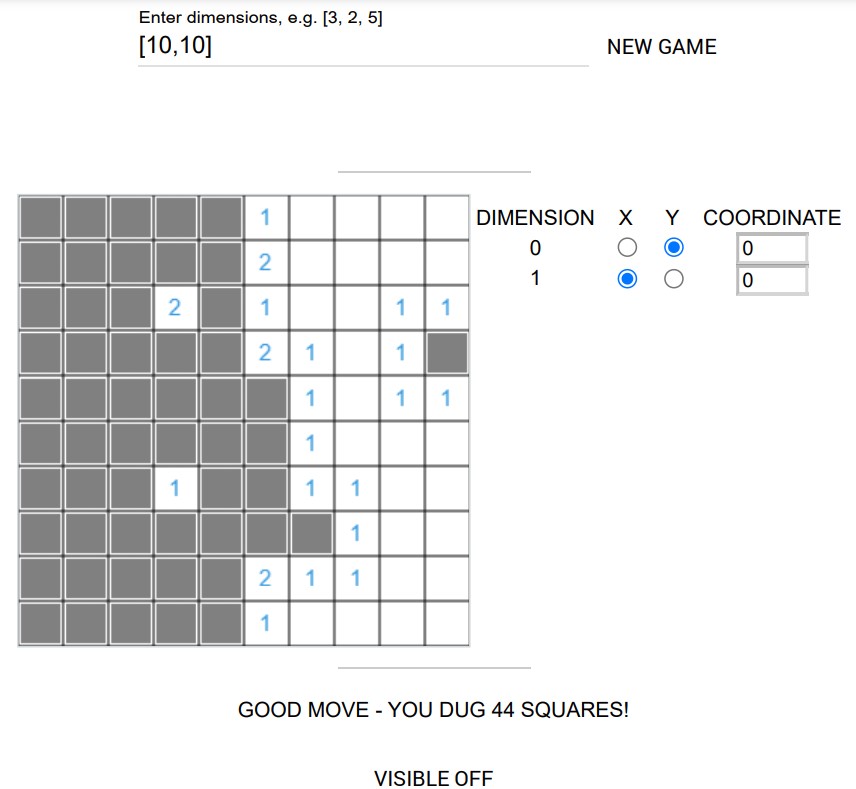 Enter dimensions, e.g. [3, 2, 5]
[10,10]
NEW GAME
DIMENSION X Y COORDINATE
0 0
1 0
1
2
2 1 1 1
2 1 1
1 1 1
1
1 1 1
1
2 1 1
1
GOOD MOVE - YOU DUG 44 SQUARES!
VISIBLE OFF